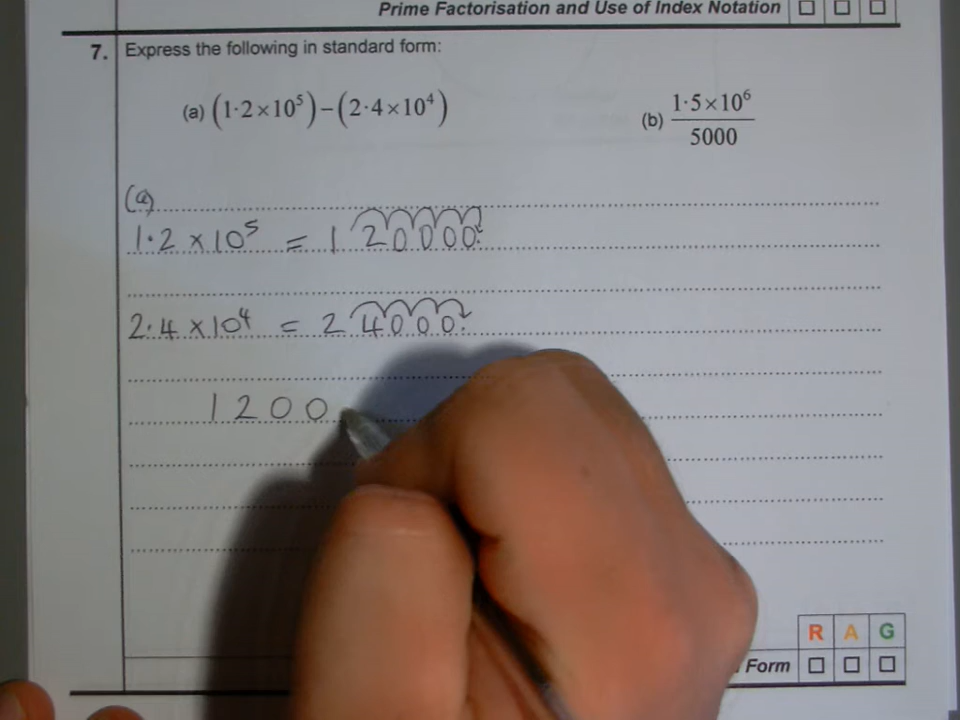 Prime Factorisation and Use of Index Notation
7. Express the following in standard form:
(a) (1·2×10⁵)−(2·4×10⁴)
(b) 1·5×10⁶
5000
(a)
1·2 × 10⁵ = 120000.
2·4 × 10⁴ = 24000.
1200
R A G
Form